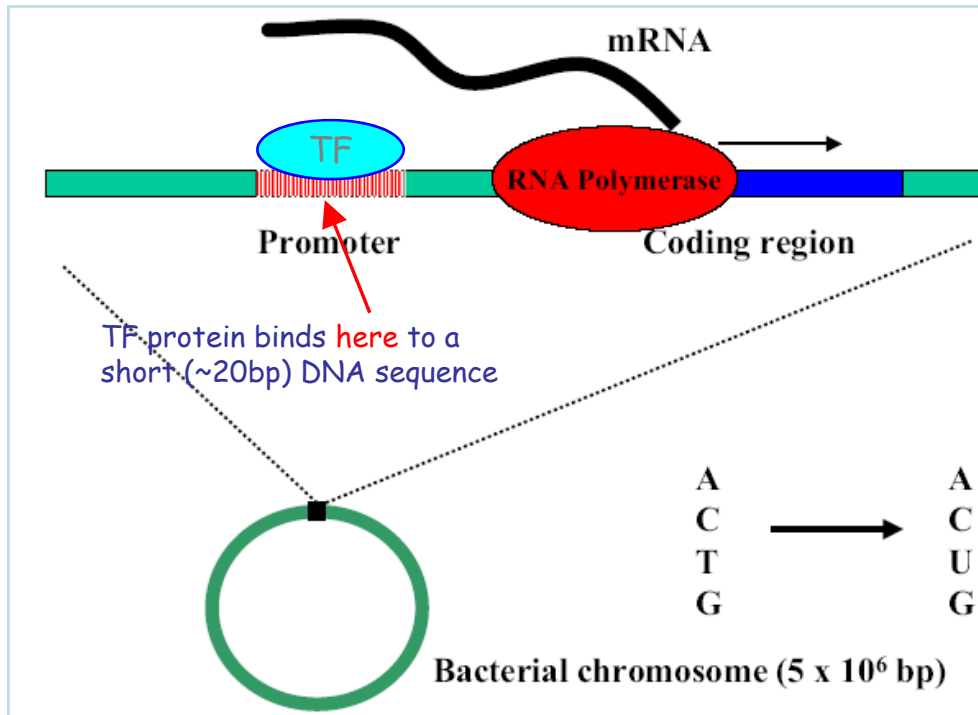 mRNA
TF
RNA Polymerase
Promoter
Coding region
TF protein binds here to a
short (~20bp) DNA sequence
A A
C C
T U
G G
Bacterial chromosome (5 x 10⁶ bp)